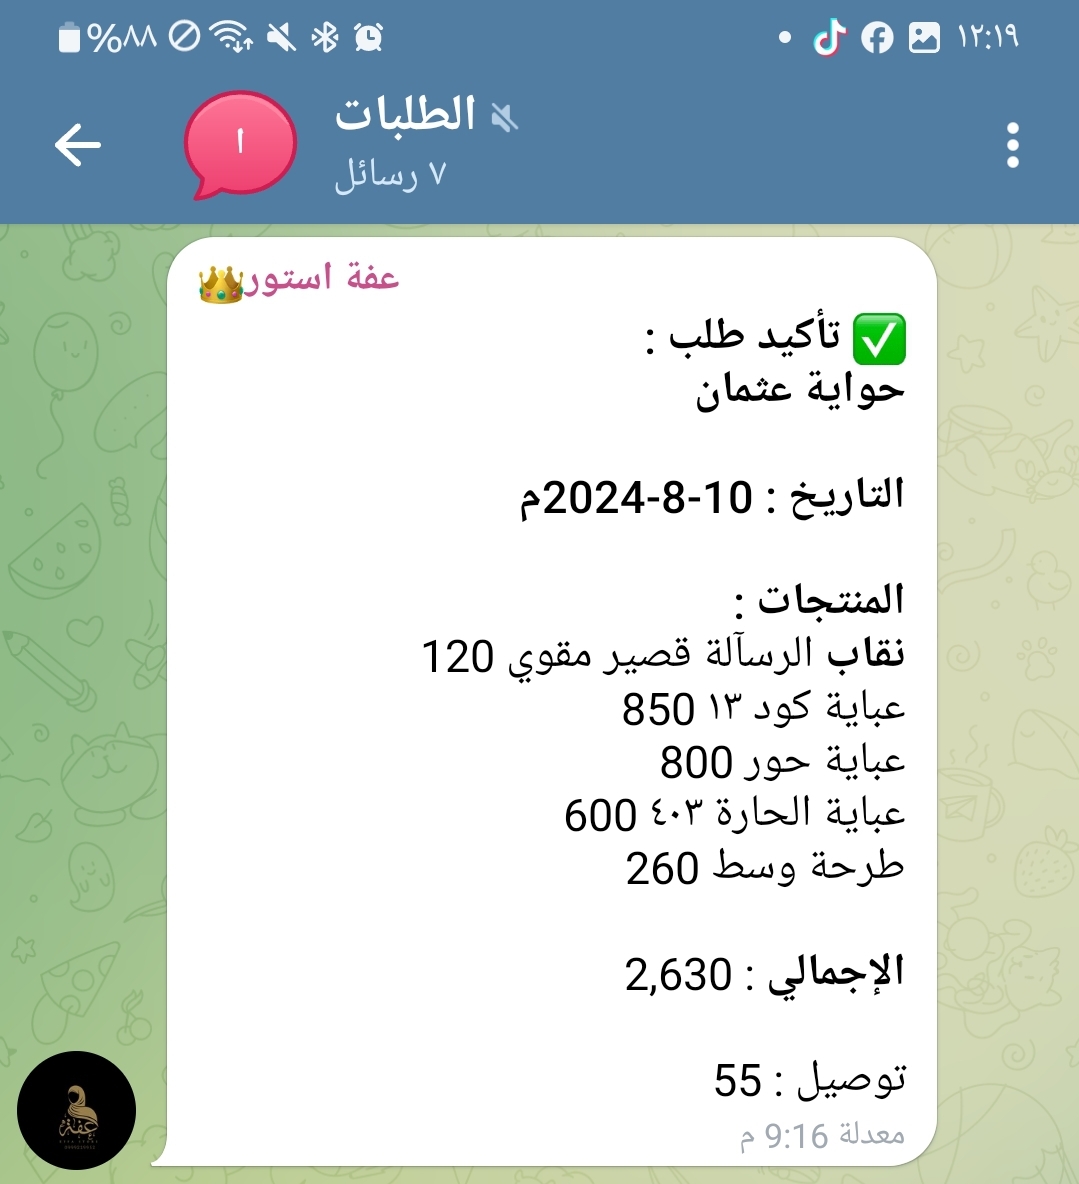 ١٢:١٩
%٨٨
الطلبات
٧ رسائل
ا
عفة استور👑
✅ تأكيد طلب :
حواية عثمان
التاريخ : 10-8-2024م
المنتجات :
نقاب الرسآلة قصير مقوي 120
عباية كود ١٣ 850
عباية حور 800
عباية الحارة ٤٠٣ 600
طرحة وسط 260
الإجمالي : 2,630
توصيل : 55
معدلة 9:16 م
عفة